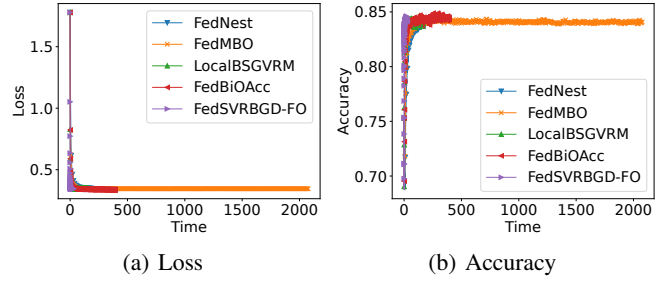 1.5
1.0
0.5
Loss
0
500
1000
1500
2000
Time
FedNest
FedMBO
LocalBSGVRM
FedBiOAcc
FedSVRBGD-FO
(a) Loss
0.85
0.80
0.75
0.70
Accuracy
0
500
1000
1500
2000
Time
FedNest
FedMBO
LocalBSGVRM
FedBiOAcc
FedSVRBGD-FO
(b) Accuracy